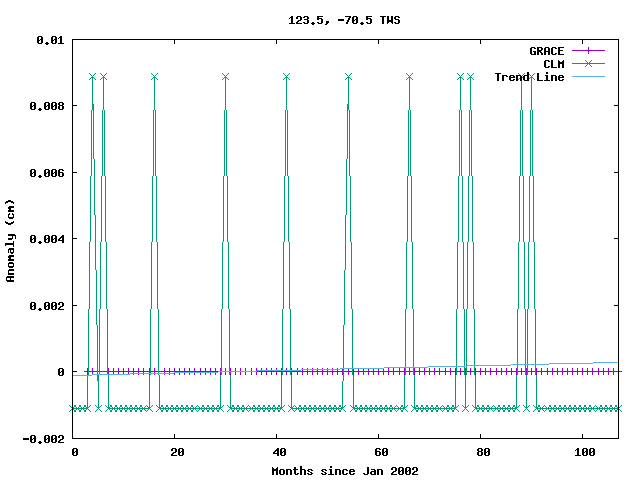 123.5, -70.5 TWS
0.01
0.008
0.006
0.004
0.002
0
-0.002
Anomaly (cm)
GRACE
CLM
Trend Line
0 20 40 60 80 100
Months since Jan 2002